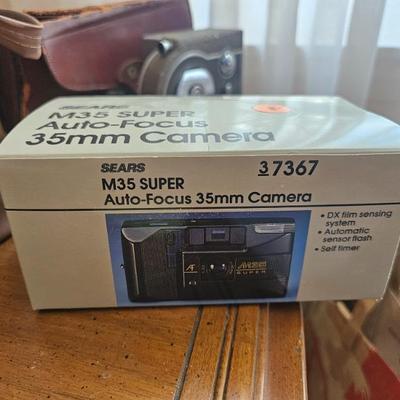 SEARS
M35 SUPER
Auto-Focus
35mm Camera
SEARS
M35 SUPER
Auto-Focus 35mm Camera
37367
• DX film sensing
system
• Automatic
sensor flash
• Self timer
AF
M35
SUPER